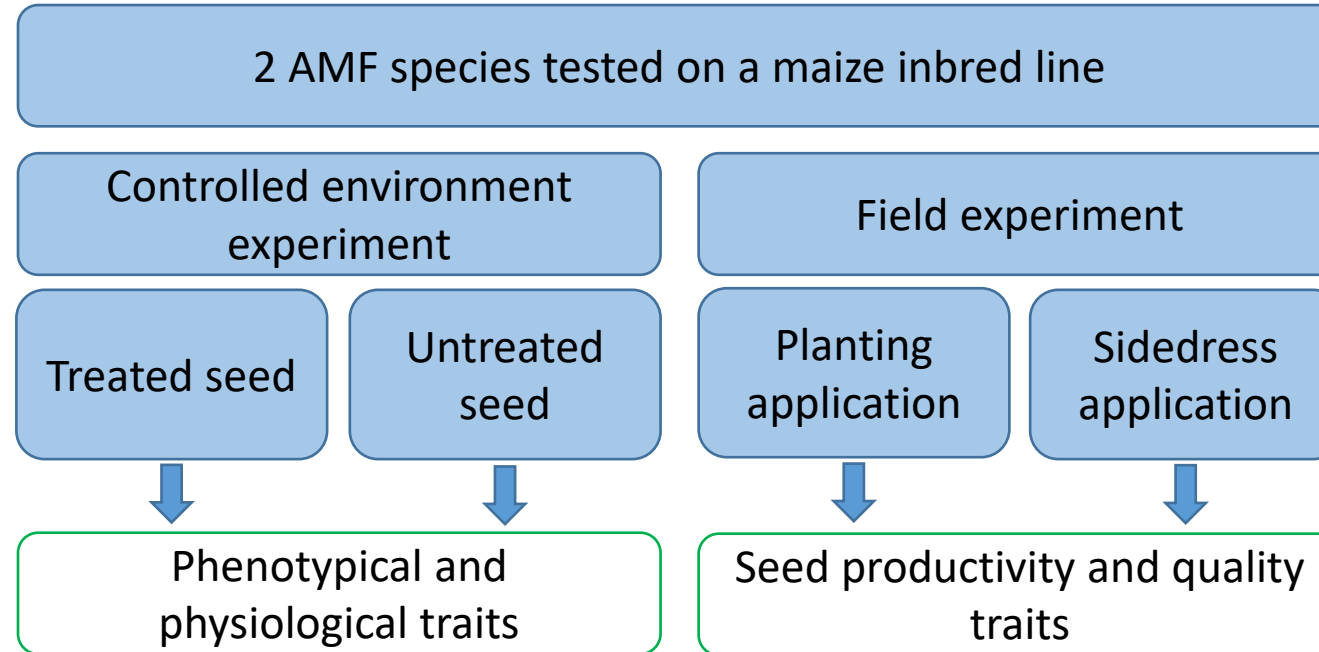 2 AMF species tested on a maize inbred line
Controlled environment
experiment
Field experiment
Treated seed
Untreated
seed
Planting
application
Sidedress
application
Phenotypical and
physiological traits
Seed productivity and quality
traits